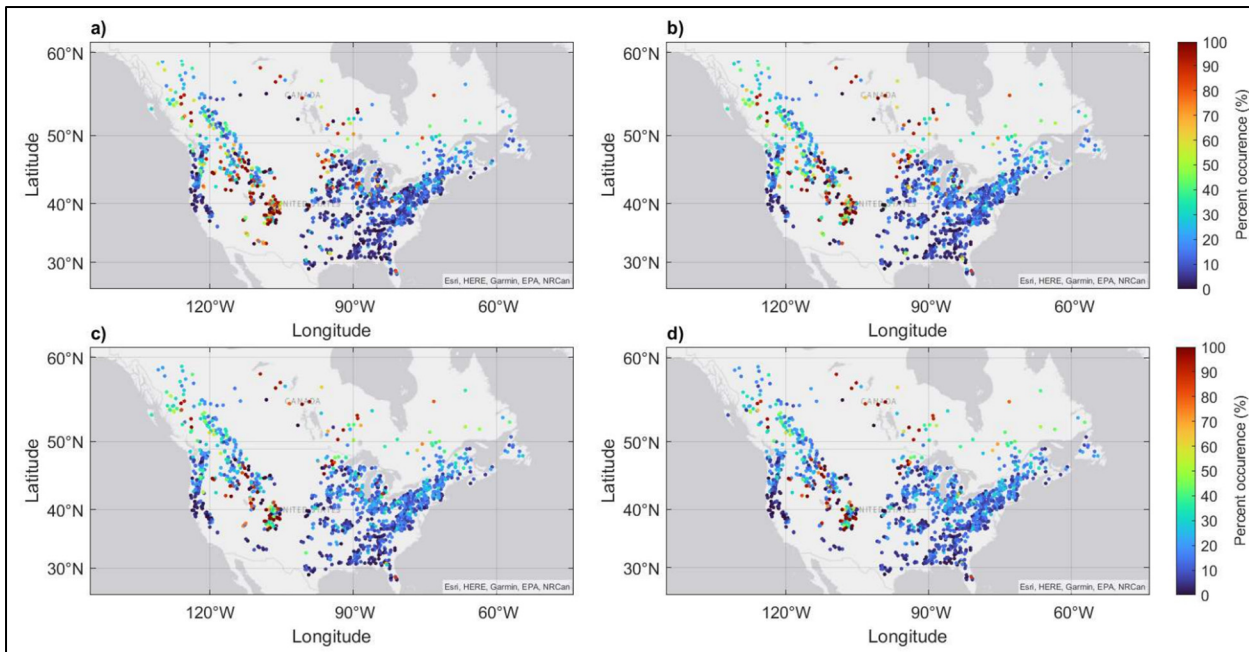 a)
b)
60°N
50°N
40°N
30°N
Latitude
CANADA
UNITED
Esri, HERE, Garmin, EPA, NRCan
120°W
90°W
60°W
Longitude
60°N
50°N
40°N
30°N
Latitude
CANADA
UNITED
Esri, HERE, Garmin, EPA, NRCan
120°W
90°W
60°W
Longitude
100
90
80
70
60
50
40
30
20
10
0
Percent occurence (%)
c)
d)
60°N
50°N
40°N
30°N
Latitude
CANADA
UNITED
Esri, HERE, Garmin, EPA, NRCan
120°W
90°W
60°W
Longitude
60°N
50°N
40°N
30°N
Latitude
CANADA
UNITED
Esri, HERE, Garmin, EPA, NRCan
120°W
90°W
60°W
Longitude
100
90
80
70
60
50
40
30
20
10
0
Percent occurence (%)